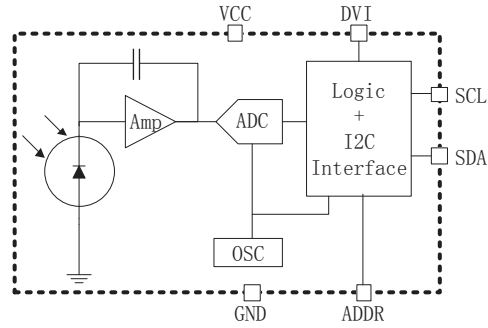 VCC
DVI
Amp
ADC
Logic
+
I2C
Interface
SCL
SDA
OSC
GND
ADDR